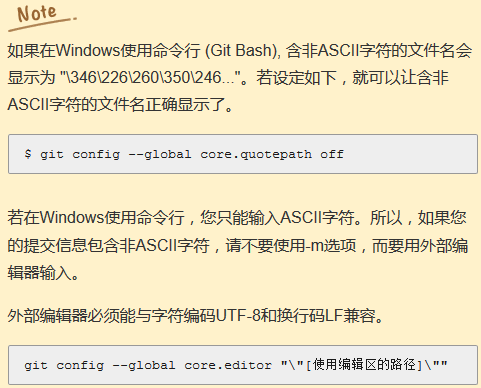 Note
如果在Windows使用命令行 (Git Bash), 含非ASCII字符的文件名会
显示为 "\346\226\260\350\246..."。若设定如下，就可以让含非
ASCII字符的文件名正确显示了。
$ git config --global core.quotepath off
若在Windows使用命令行，您只能输入ASCII字符。所以，如果您
的提交信息包含非ASCII字符，请不要使用-m选项，而要用外部编
辑器输入。
外部编辑器必须能与字符编码UTF-8和换行码LF兼容。
git config --global core.editor "\"[使用编辑区的路径]\""